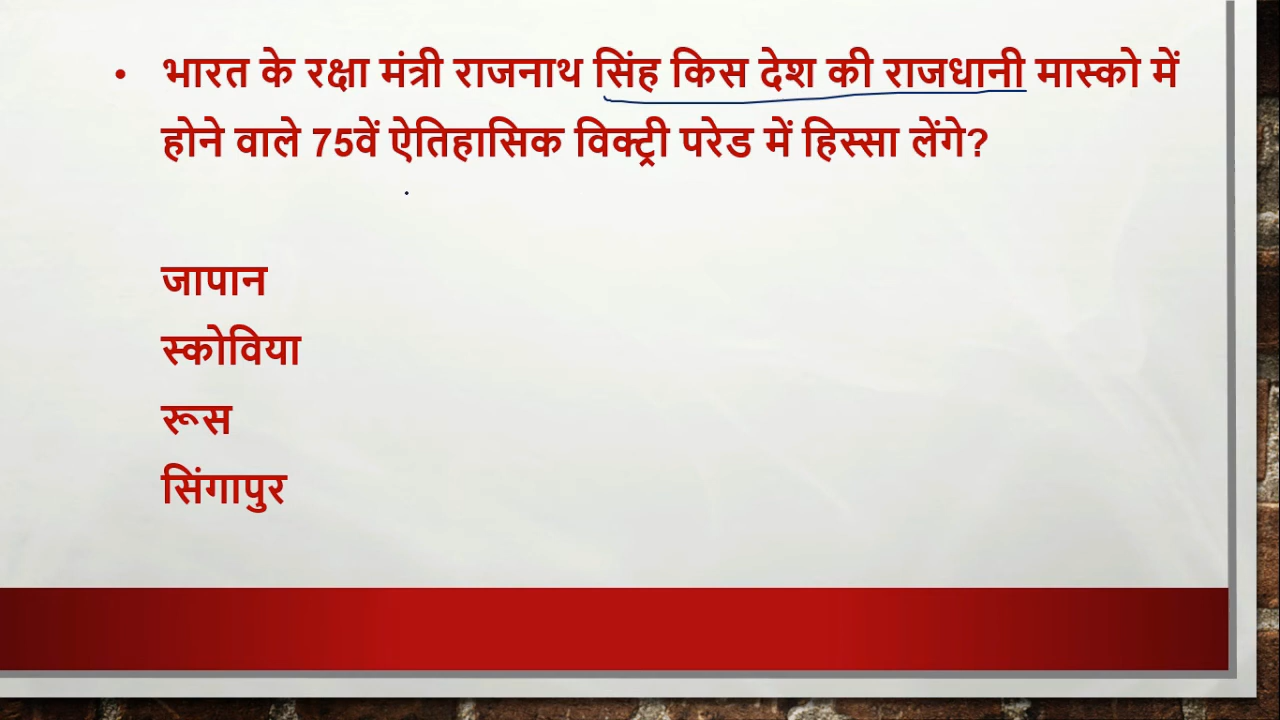 • भारत के रक्षा मंत्री राजनाथ सिंह किस देश की राजधानी मास्को में
होने वाले 75वें ऐतिहासिक विक्ट्री परेड में हिस्सा लेंगे?
जापान
स्कोविया
रूस
सिंगापुर